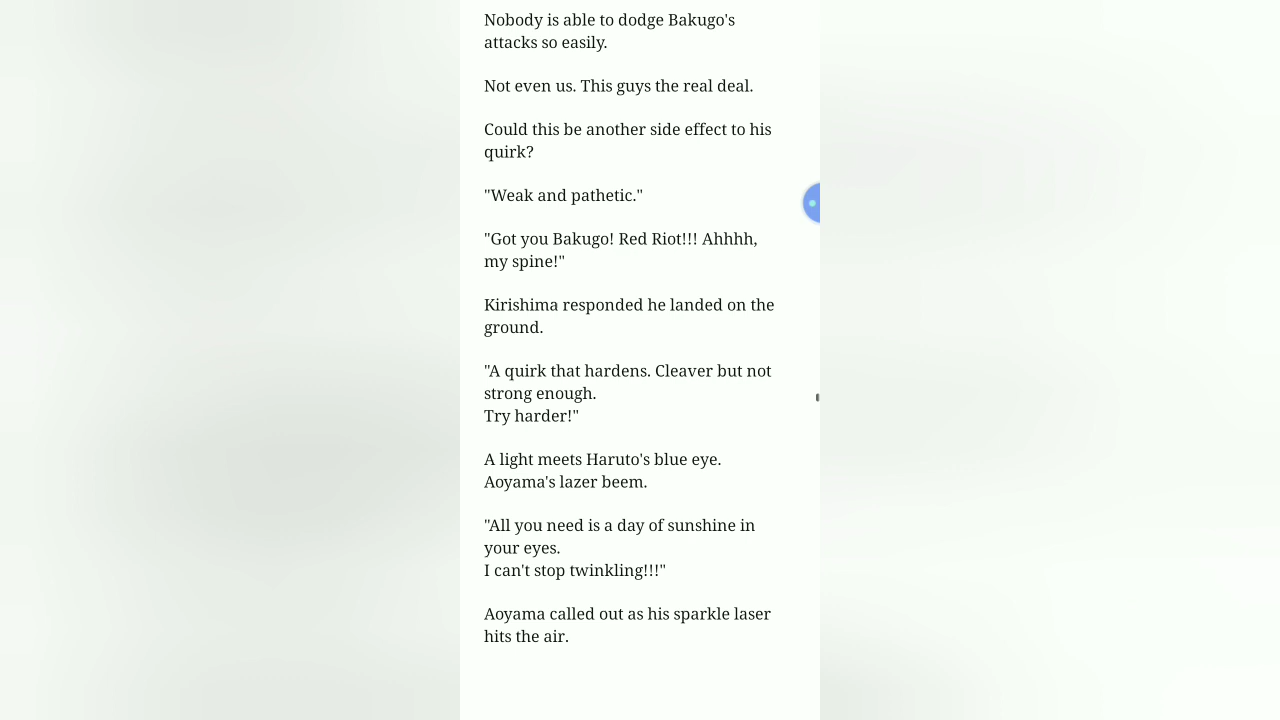 Nobody is able to dodge Bakugo's
attacks so easily.
Not even us. This guys the real deal.
Could this be another side effect to his
quirk?
"Weak and pathetic."
"Got you Bakugo! Red Riot!!! Ahhhh,
my spine!"
Kirishima responded he landed on the
ground.
"A quirk that hardens. Cleaver but not
strong enough.
Try harder!"
A light meets Haruto's blue eye.
Aoyama's lazer beem.
"All you need is a day of sunshine in
your eyes.
I can't stop twinkling!!!"
Aoyama called out as his sparkle laser
hits the air.